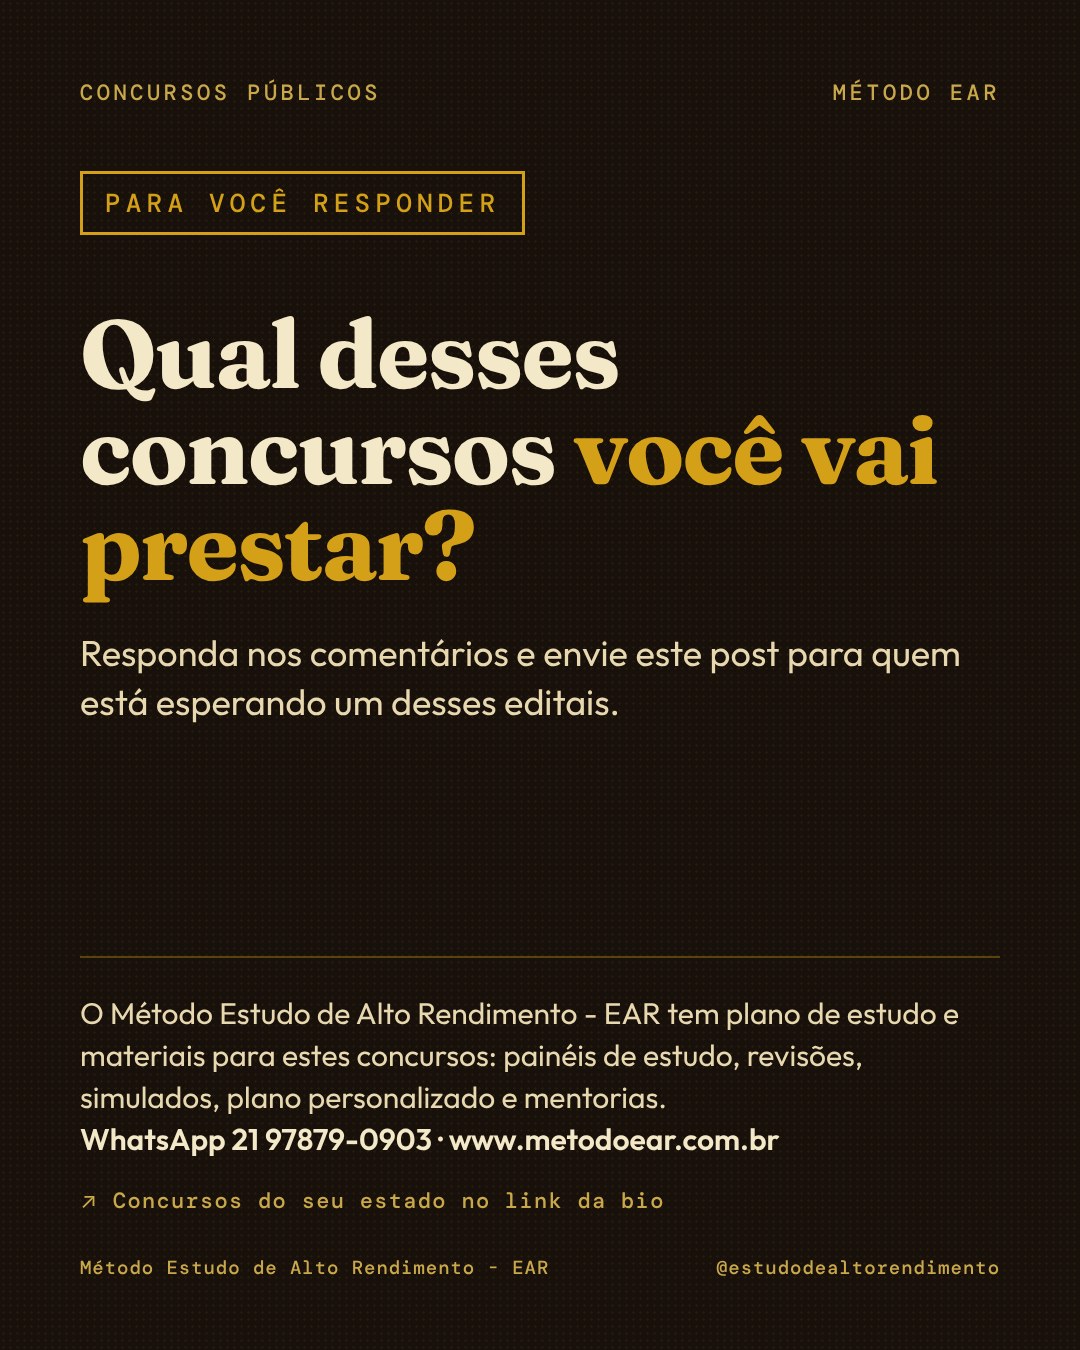 CONCURSOS PÚBLICOS
MÉTODO EAR
PARA VOCÊ RESPONDER
Qual desses
concursos você vai
prestar?
Responda nos comentários e envie este post para quem
está esperando um desses editais.
O Método Estudo de Alto Rendimento - EAR tem plano de estudo e
materiais para estes concursos: painéis de estudo, revisões,
simulados, plano personalizado e mentorias.
WhatsApp 21 97879-0903 · www.metodoear.com.br
↗ Concursos do seu estado no link da bio
Método Estudo de Alto Rendimento - EAR
@estudodealtorendimento